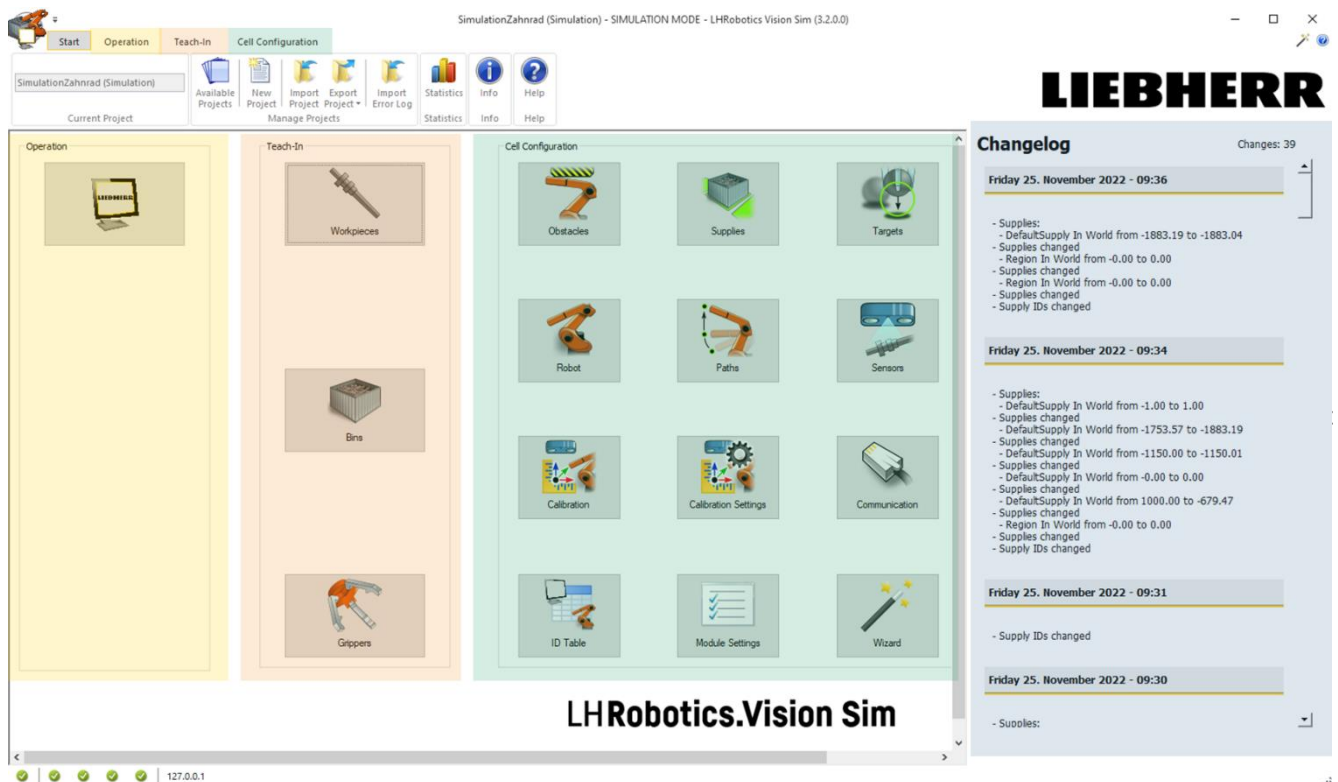 SimulationZahnrad (Simulation) - SIMULATION MODE - LHRobotics Vision Sim (3.2.0.0)
Start Operation Teach-In Cell Configuration
SimulationZahnrad (Simulation)
Available Projects
New Project
Import Project
Export Project
Import Error Log
Statistics
Info
Help
Current Project
Manage Projects
Statistics
Info
Help
LIEBHERR
Operation
LIEBHERR
Teach-In
Workpieces
Bins
Grippers
Cell Configuration
Obstacles
Supplies
Targets
Robot
Paths
Sensors
Calibration
Calibration Settings
Communication
ID Table
Module Settings
Wizard
LHRobotics.Vision Sim
Changelog
Changes: 39
Friday 25. November 2022 - 09:36
- Supplies:
- DefaultSupply In World from -1883.19 to -1883.04
- Supplies changed
- Region In World from -0.00 to 0.00
- Supplies changed
- Region In World from -0.00 to 0.00
- Supplies changed
- Supply IDs changed
Friday 25. November 2022 - 09:34
- Supplies:
- DefaultSupply In World from -1.00 to 1.00
- Supplies changed
- DefaultSupply In World from -1753.57 to -1883.19
- Supplies changed
- DefaultSupply In World from -1150.00 to -1150.01
- Supplies changed
- DefaultSupply In World from -0.00 to 0.00
- Supplies changed
- DefaultSupply In World from 1000.00 to -679.47
- Supplies changed
- Region In World from -0.00 to 0.00
- Supplies changed
- Supply IDs changed
Friday 25. November 2022 - 09:31
- Supply IDs changed
Friday 25. November 2022 - 09:30
- Supplies:
127.0.0.1